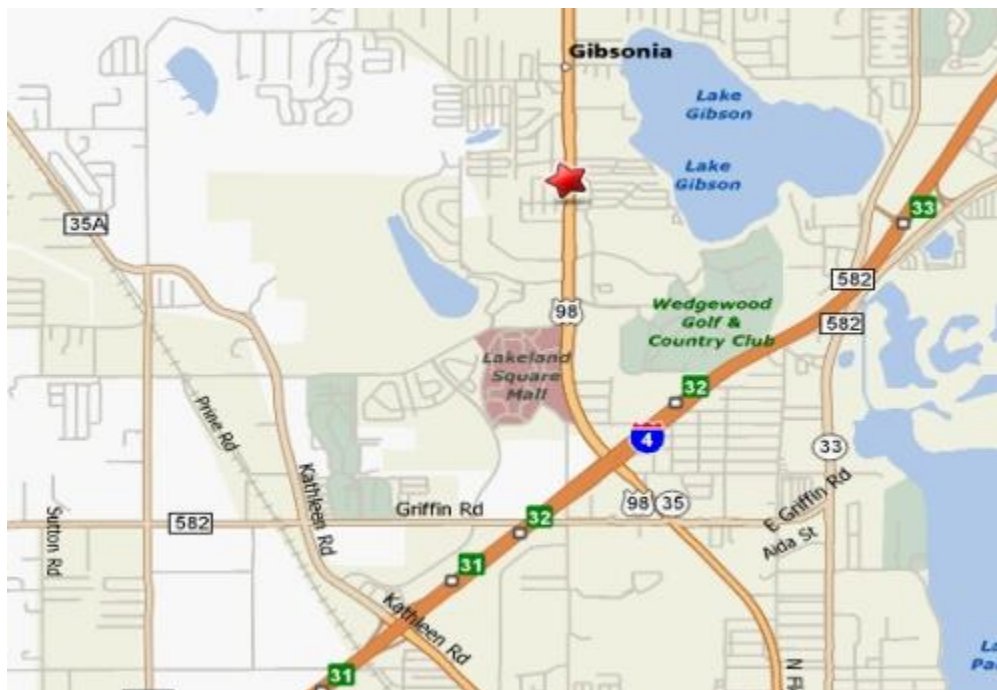 Gibsonia
Lake
Gibson
Lake
Gibson
33
35A
582
98
Wedgewood
Golf &
Country Club
582
Lakeland
Square
Mall
32
4
Prine Rd
33
Kathleen Rd
98
35
Griffin Rd
32
582
E Griffin Rd
Sutton Rd
Aida St
31
Kathleen Rd
31